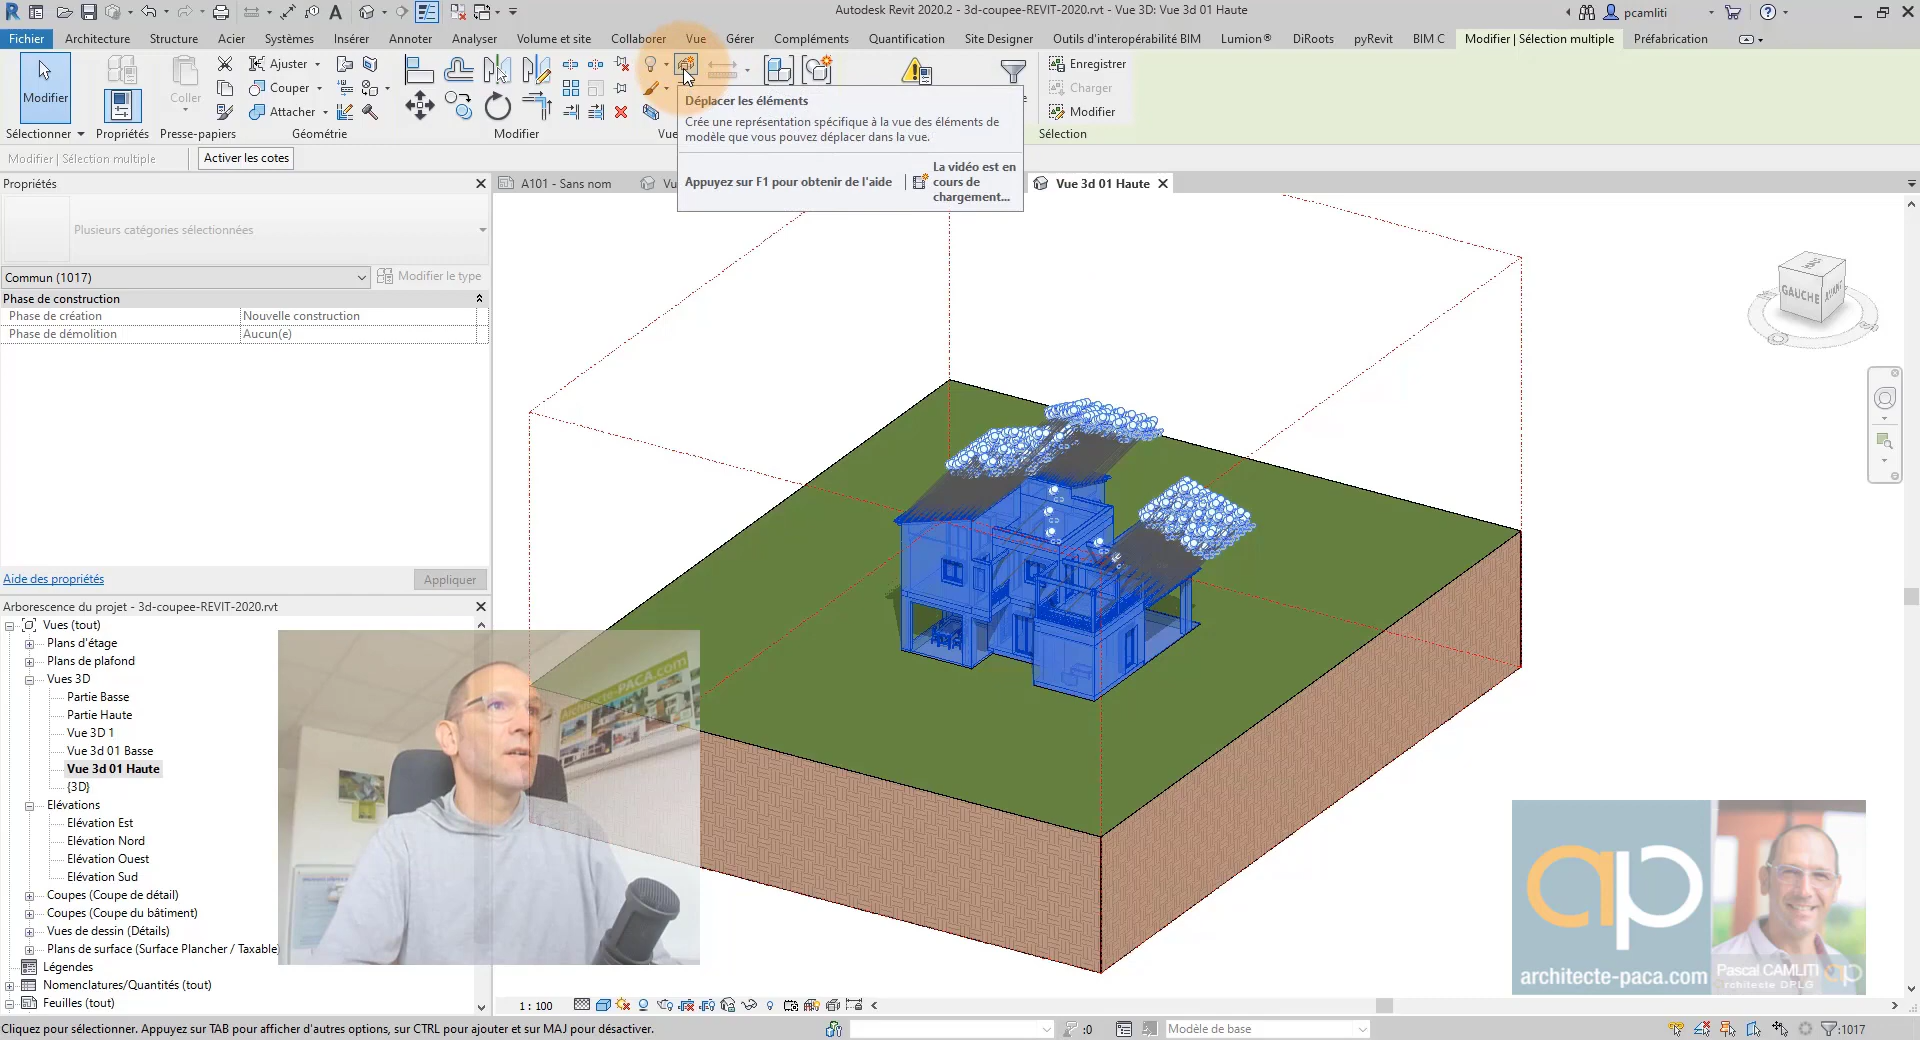 Autodesk Revit 2020.2 - 3d-coupee-REVIT-2020.rvt - Vue 3D: Vue 3d 01 Haute
pcamliti
Fichier Architecture Structure Acier Systèmes Insérer Annoter Analyser Volume et site Collaborer Vue Gérer Compléments Quantification Site Designer Outils d'interopérabilité BIM Lumion® DiRoots pyRevit BIM C Modifier | Sélection multiple Préfabrication
Modifier
Coller
Ajuster
Couper
Attacher
Enregistrer
Charger
Modifier
Sélectionner Propriétés Presse-papiers Géométrie Modifier Vue Sélection
Déplacer les éléments
Crée une représentation spécifique à la vue des éléments de
modèle que vous pouvez déplacer dans la vue.
Appuyez sur F1 pour obtenir de l'aide
La vidéo est en
cours de
chargement...
Modifier | Sélection multiple Activer les cotes
Propriétés
A101 - Sans nom
Vue 3d 01 Haute
Plusieurs catégories sélectionnées
Commun (1017)
Modifier le type
Phase de construction
Phase de création Nouvelle construction
Phase de démolition Aucun(e)
Aide des propriétés
Appliquer
Arborescence du projet - 3d-coupee-REVIT-2020.rvt
Vues (tout)
Plans d'étage
Plans de plafond
Vues 3D
Partie Basse
Partie Haute
Vue 3D 1
Vue 3d 01 Basse
Vue 3d 01 Haute
{3D}
Elévations
Elévation Est
Elévation Nord
Elévation Ouest
Elévation Sud
Coupes (Coupe de détail)
Coupes (Coupe du bâtiment)
Vues de dessin (Détails)
Plans de surface (Surface Plancher / Taxable)
Légendes
Nomenclatures/Quantités (tout)
Feuilles (tout)
GAUCHE
AVANT
architecte-PACA.com
ap
architecte-paca.com
Pascal CAMLITI
Architecte DPLG
1 : 100
Cliquez pour sélectionner. Appuyez sur TAB pour afficher d'autres options, sur CTRL pour ajouter et sur MAJ pour désactiver.
:0
Modèle de base
:1017